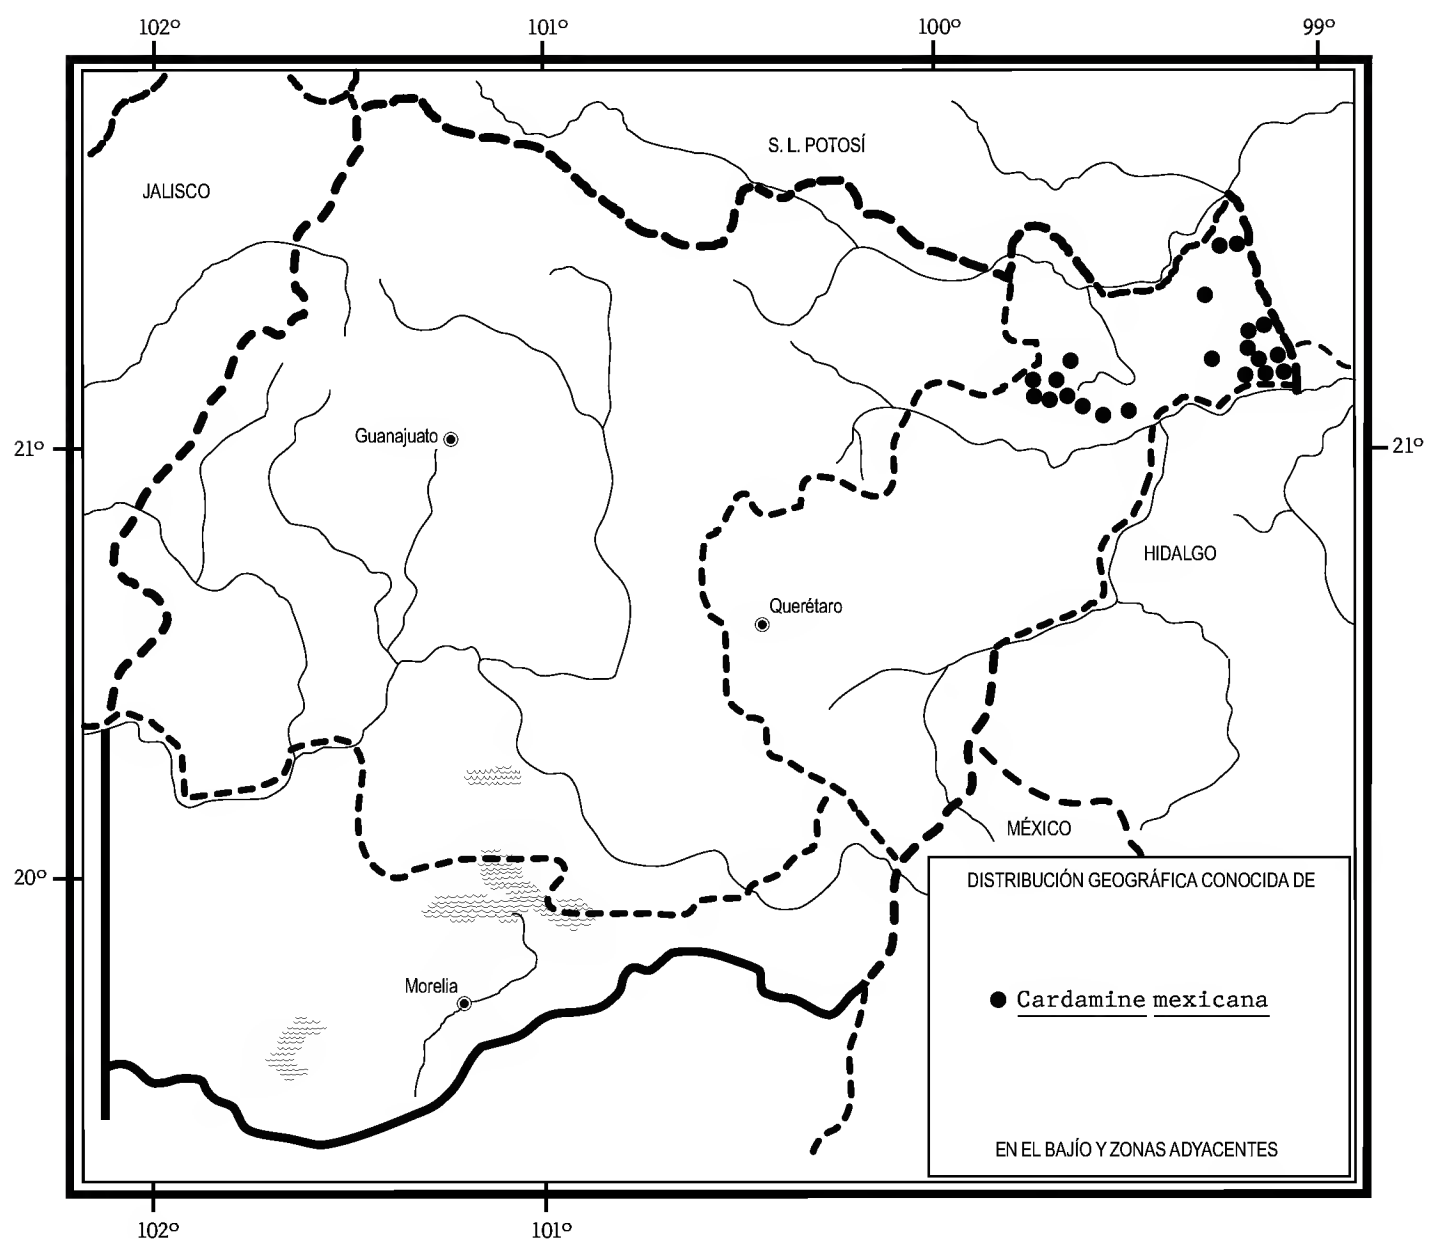 102º 101º 100º 99º
S. L. POTOSÍ
JALISCO
Guanajuato
21º 21º
HIDALGO
Querétaro
MÉXICO
20º
DISTRIBUCIÓN GEOGRÁFICA CONOCIDA DE
Morelia
Cardamine mexicana
EN EL BAJÍO Y ZONAS ADYACENTES
102º 101º